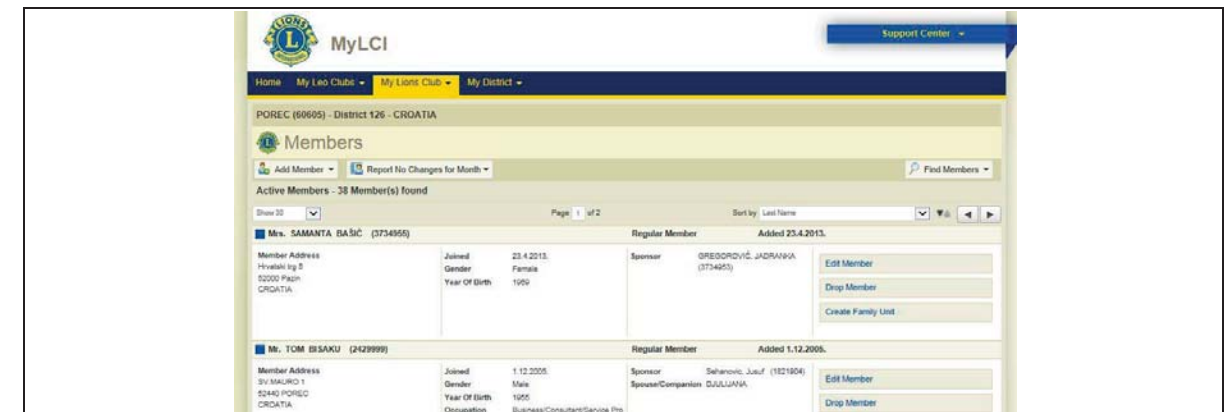 LIONS
L
INTERNATIONAL
MyLCI
Support Center
Home My Leo Clubs My Lions Club My District
POREC (60605) - District 126 - CROATIA
L Members
Add Member Report No Changes for Month Find Members
Active Members - 38 Member(s) found
Show 20 Page 1 of 2 Sort by Last Name
Mrs. SAMANTA BAŠIĆ (3734955) Regular Member Added 23.4.2013.
Member Address Joined 23.4.2013. Sponsor GREGOROVIĆ, JADRANKA
Hrvatski trg 8 Gender Female (3734953) Edit Member
52000 Pazin Year Of Birth 1969
CROATIA Drop Member
Create Family Unit
Mr. TOM BISAKU (2429999) Regular Member Added 1.12.2005.
Member Address Joined 1.12.2005. Sponsor Sehanovic, Jusuf (1821904)
SV.MAURO 1 Gender Male Spouse/Companion DJULIJANA Edit Member
52440 POREC Year Of Birth 1955
CROATIA Occupation Business/Consultant/Service Pro Drop Member